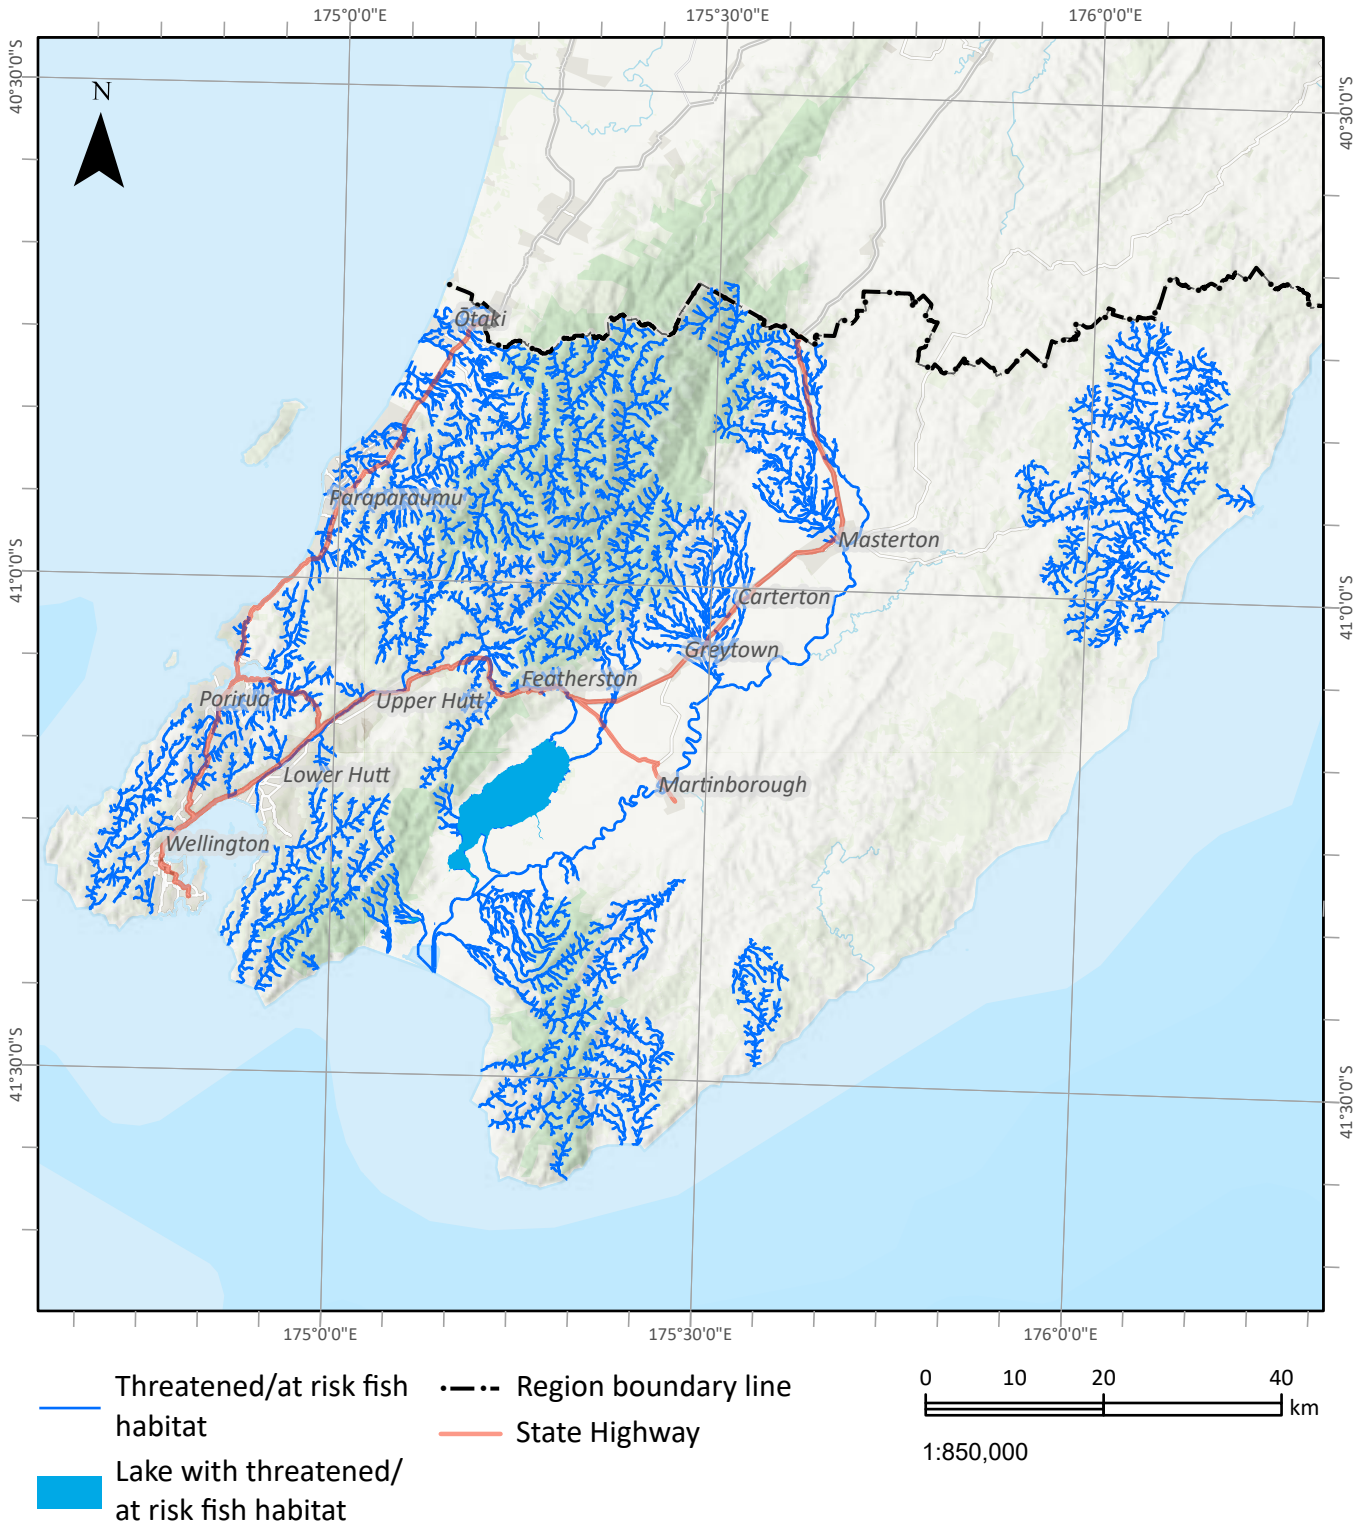 175°0'0"E
175°30'0"E
176°0'0"E
40°30'0"S
40°30'0"S
N
Ōtaki
Paraparaumu
Masterton
41°0'0"S
41°0'0"S
Carterton
Greytown
Featherston
Porirua
Upper Hutt
Lower Hutt
Martinborough
Wellington
41°30'0"S
41°30'0"S
175°0'0"E
175°30'0"E
176°0'0"E
Threatened/at risk fish
habitat
Lake with threatened/
at risk fish habitat
Region boundary line
State Highway
0 10 20 40
km
1:850,000